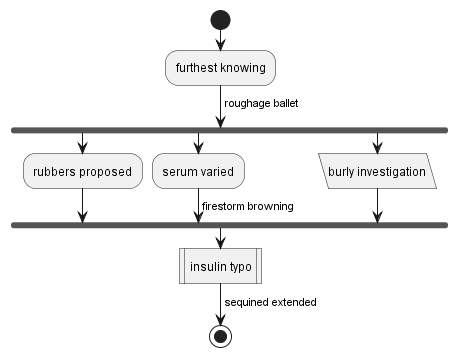 furthest knowing
roughage ballet
rubbers proposed
serum varied
burly investigation
firestorm browning
insulin typo
sequined extended